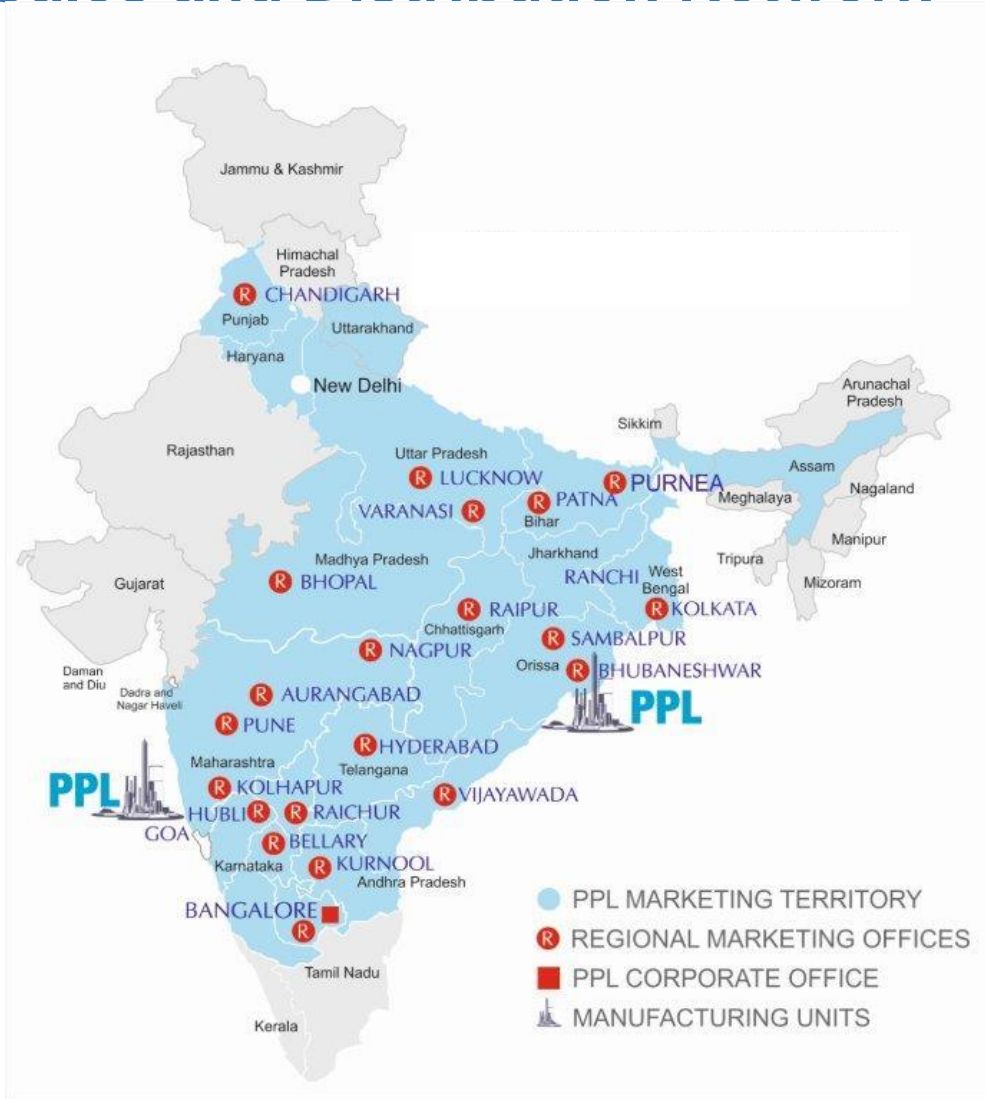 Jammu & Kashmir
Himachal
Pradesh
R CHANDIGARH
Punjab
Uttarakhand
Haryana
New Delhi
Arunachal
Pradesh
Sikkim
Rajasthan
Uttar Pradesh
Assam
R LUCKNOW
R PURNEA
Nagaland
Meghalaya
R PATNA
VARANASI R
Bihar
Manipur
Jharkhand
Madhya Pradesh
Tripura
RANCHI
West
Bengal
R BHOPAL
Gujarat
Mizoram
R RAIPUR
R KOLKATA
Chhattisgarh
R SAMBALPUR
R NAGPUR
Orissa
R BHUBANESHWAR
Daman
and Diu
Dadra and
Nagar Haveli
R AURANGABAD
PPL
R PUNE
R HYDERABAD
Maharashtra
Telangana
PPL
R KOLHAPUR
R VIJAYAWADA
HUBLI R
R RAICHUR
GOA
R BELLARY
Karnataka
R KURNOOL
Andhra Pradesh
BANGALORE
R
Tamil Nadu
Kerala
PPL MARKETING TERRITORY
R REGIONAL MARKETING OFFICES
PPL CORPORATE OFFICE
MANUFACTURING UNITS